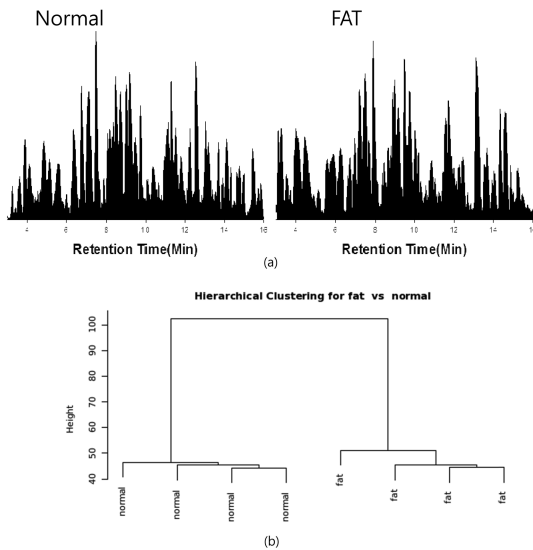 Normal
FAT
4 6 8 10 12 14 16
4 6 8 10 12 14 16
Retention Time(Min)
Retention Time(Min)
(a)
Hierarchical Clustering for fat vs normal
Height
100
90
80
70
60
50
40
normal
normal
normal
normal
fat
fat
fat
fat
(b)